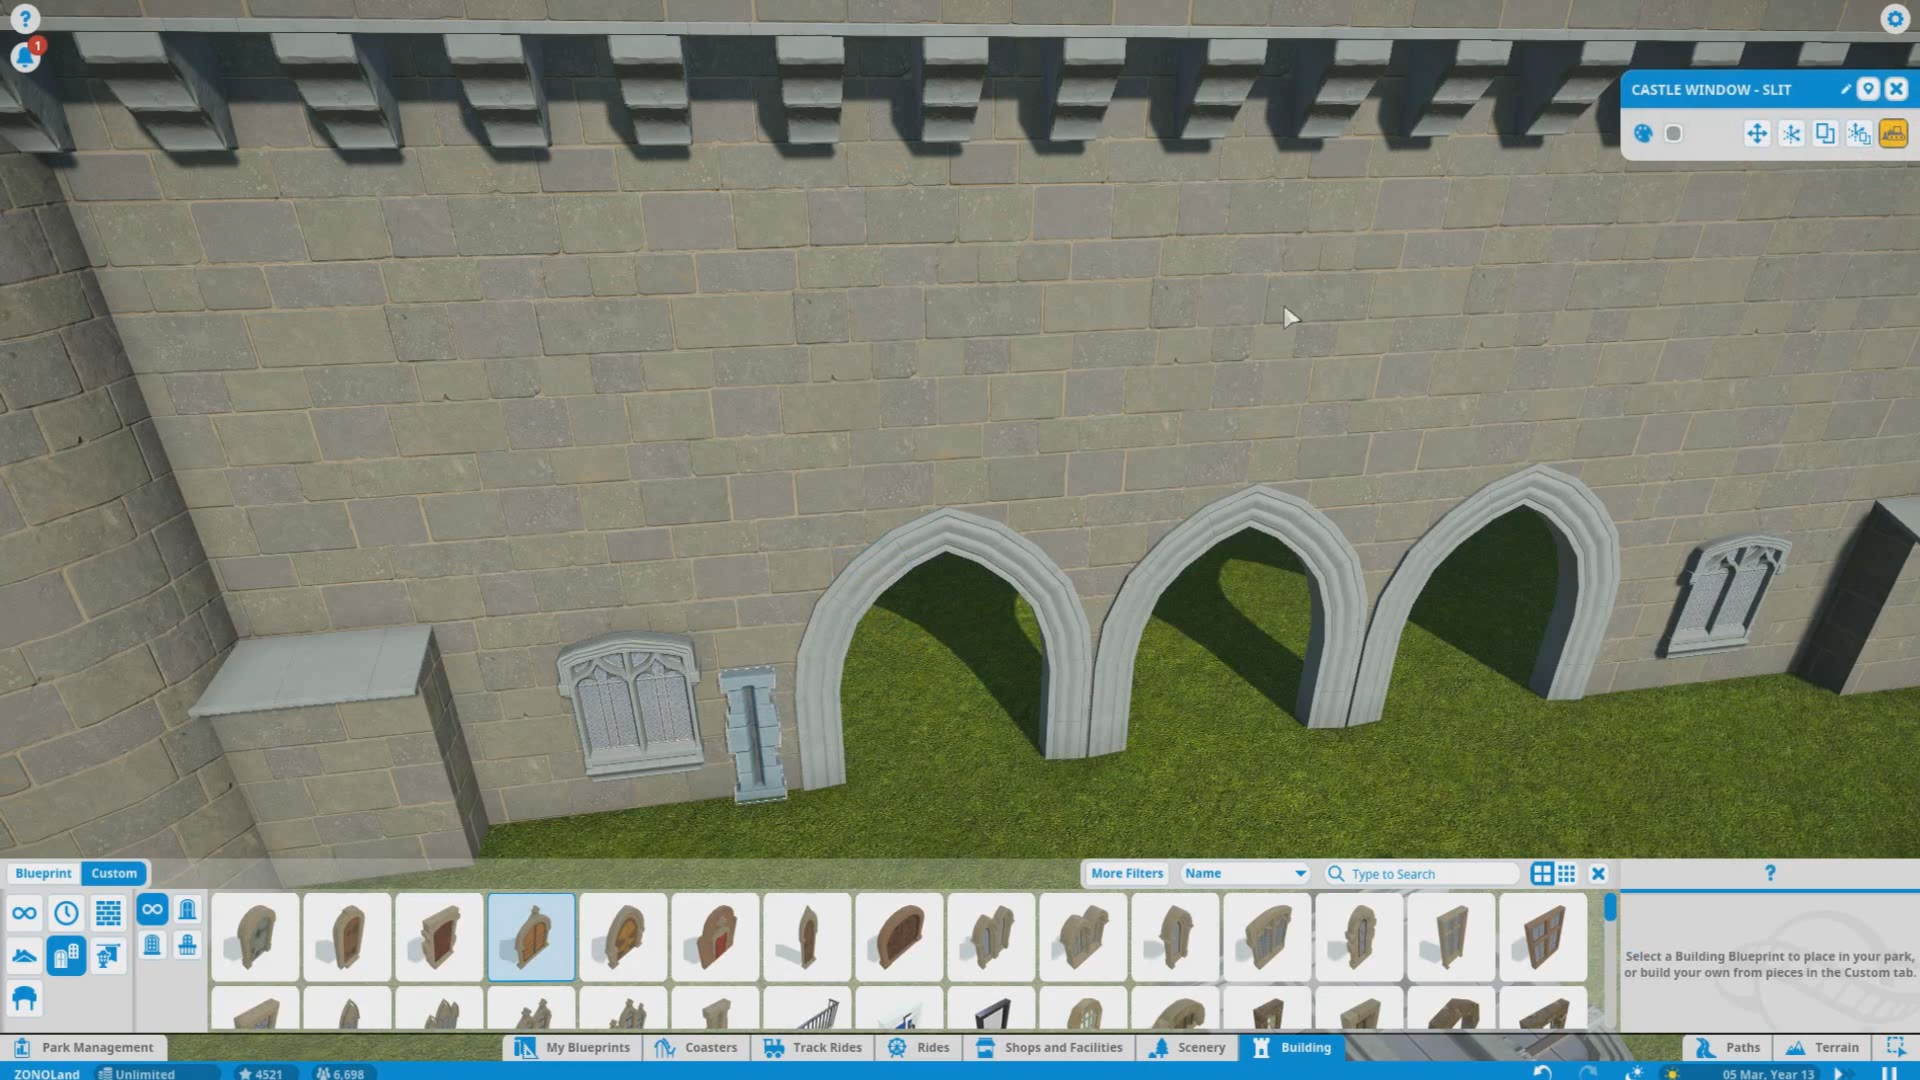 ?
1
CASTLE WINDOW - SLIT
Blueprint
Custom
More Filters
Name
Type to Search
?
Select a Building Blueprint to place in your park,
or build your own from pieces in the Custom tab.
Park Management
My Blueprints
Coasters
Track Rides
Rides
Shops and Facilities
Scenery
Building
Paths
Terrain
ZONOLand
Unlimited
4521
6,698
05 Mar, Year 13